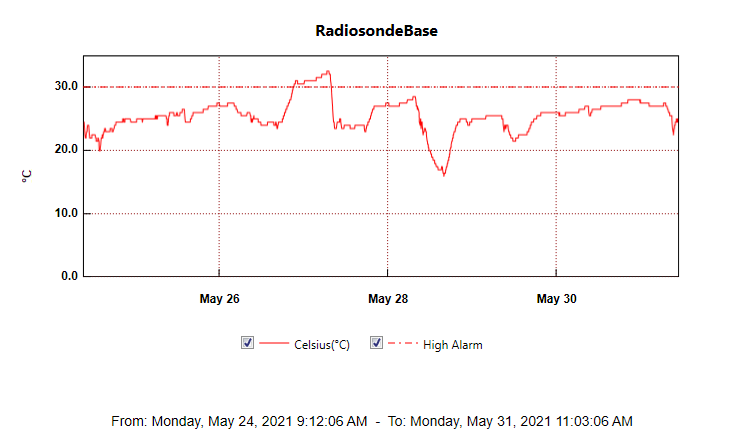 RadiosondeBase
30.0
20.0
°C
10.0
0.0
May 26 May 28 May 30
Celsius(°C) High Alarm
From: Monday, May 24, 2021 9:12:06 AM - To: Monday, May 31, 2021 11:03:06 AM